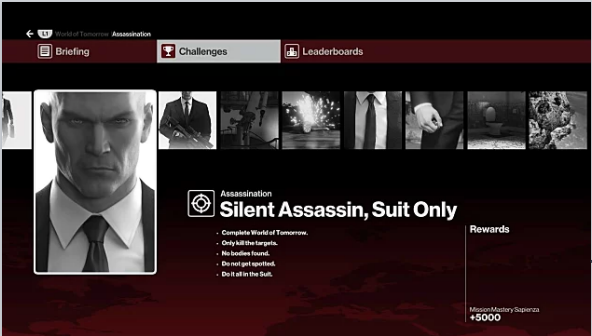 L1 World of Tomorrow | Assassination
Briefing
Challenges
Leaderboards
Assassination
Silent Assassin, Suit Only
Complete World of Tomorrow.
Only kill the targets.
No bodies found.
Do not get spotted.
Do it all in the Suit.
Rewards
Mission Mastery Sapienza
+5000